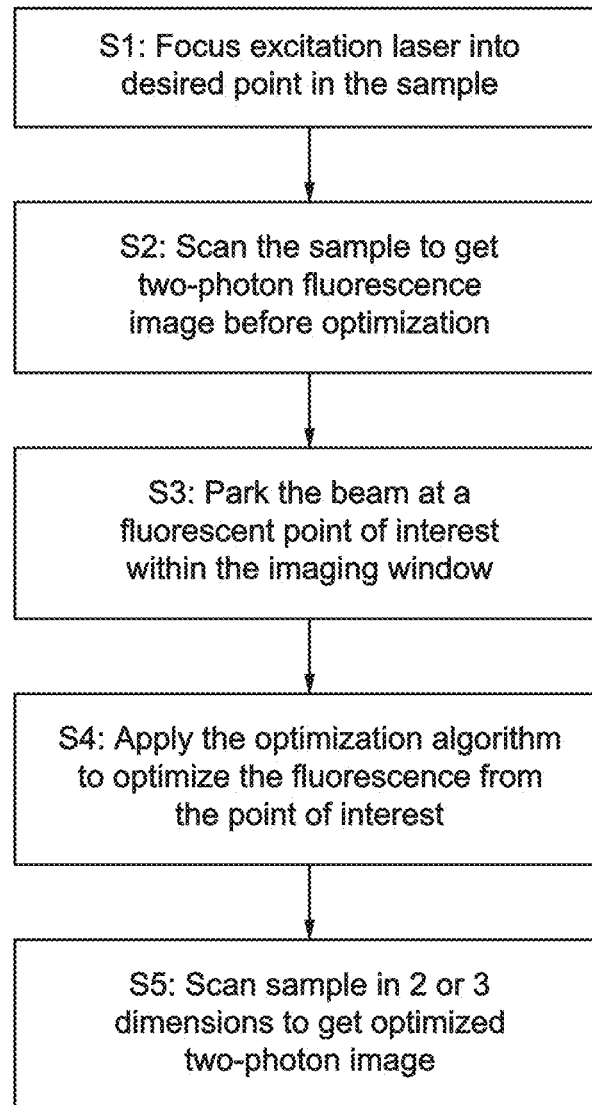 S1: Focus excitation laser into
desired point in the sample
S2: Scan the sample to get
two-photon fluorescence
image before optimization
S3: Park the beam at a
fluorescent point of interest
within the imaging window
S4: Apply the optimization algorithm
to optimize the fluorescence from
the point of interest
S5: Scan sample in 2 or 3
dimensions to get optimized
two-photon image